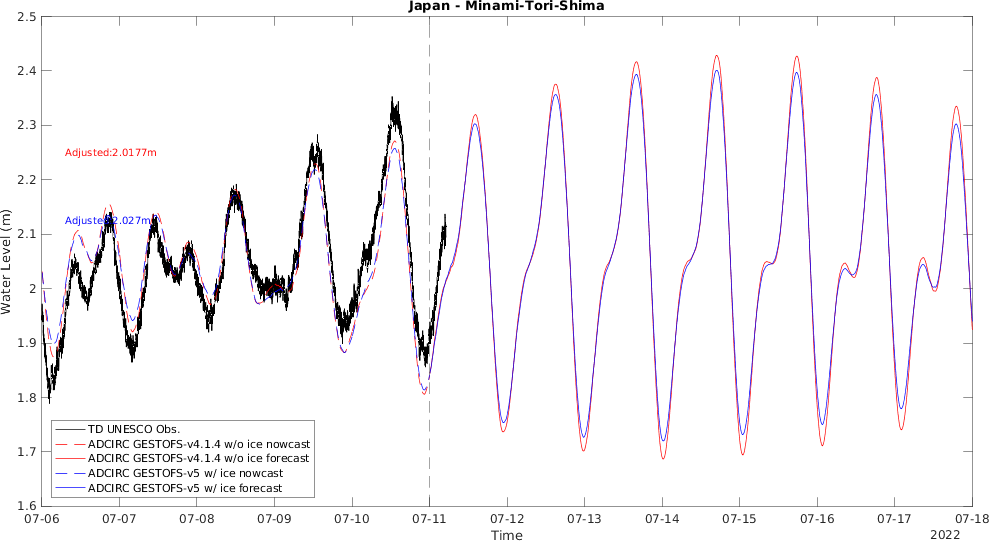 Japan - Minami-Tori-Shima
Water Level (m)
2.5
2.4
2.3
2.2
2.1
2
1.9
1.8
1.7
1.6
Adjusted:2.0177m
Adjusted:2.027m
TD UNESCO Obs.
ADCIRC GESTOFS-v4.1.4 w/o ice nowcast
ADCIRC GESTOFS-v4.1.4 w/o ice forecast
ADCIRC GESTOFS-v5 w/ ice nowcast
ADCIRC GESTOFS-v5 w/ ice forecast
07-06 07-07 07-08 07-09 07-10 07-11 07-12 07-13 07-14 07-15 07-16 07-17 07-18
Time
2022